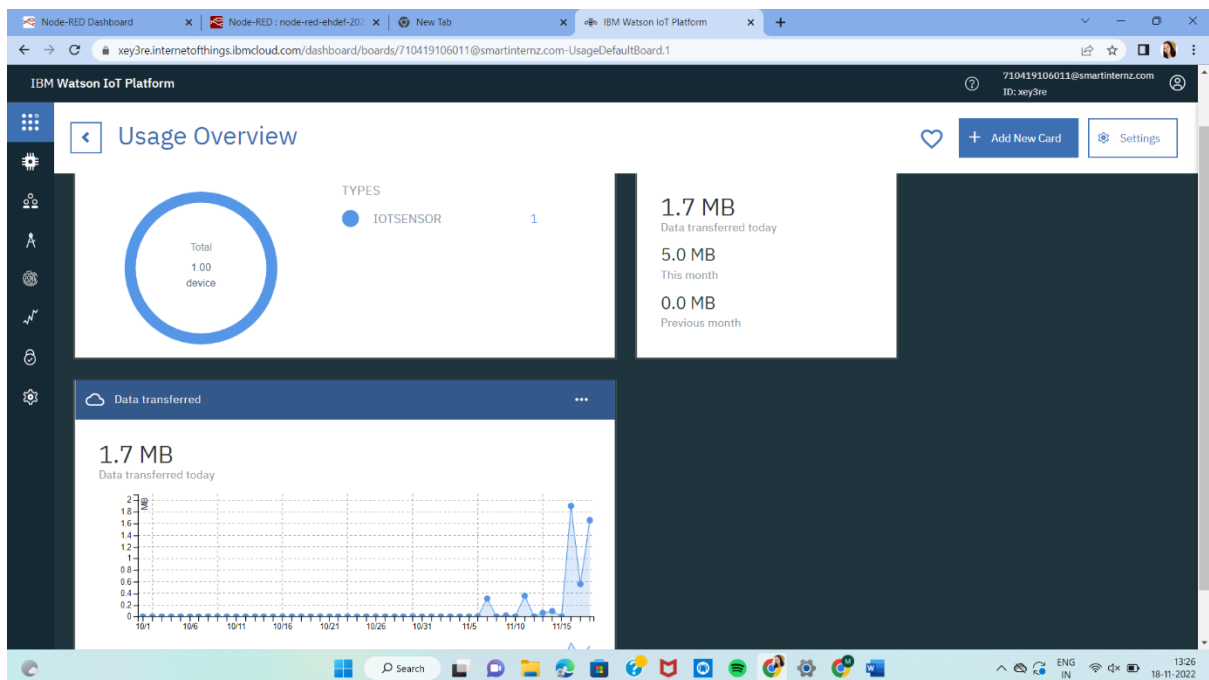 Node-RED Dashboard
Node-RED : node-red-ehdef-202
New Tab
IBM Watson IoT Platform
xey3re.internetofthings.ibmcloud.com/dashboard/boards/710419106011@smartinternz.com-UsageDefaultBoard.1
IBM Watson IoT Platform
710419106011@smartinternz.com
ID: xey3re
Usage Overview
+ Add New Card
Settings
TYPES
IOTSENSOR 1
Total
1.00
device
1.7 MB
Data transferred today
5.0 MB
This month
0.0 MB
Previous month
Data transferred
1.7 MB
Data transferred today
MB
2
1.8
1.6
1.4
1.2
1
0.8
0.6
0.4
0.2
0
10/1 10/6 10/11 10/16 10/21 10/26 10/31 11/5 11/10 11/15
Search
ENG
IN
13:26
18-11-2022